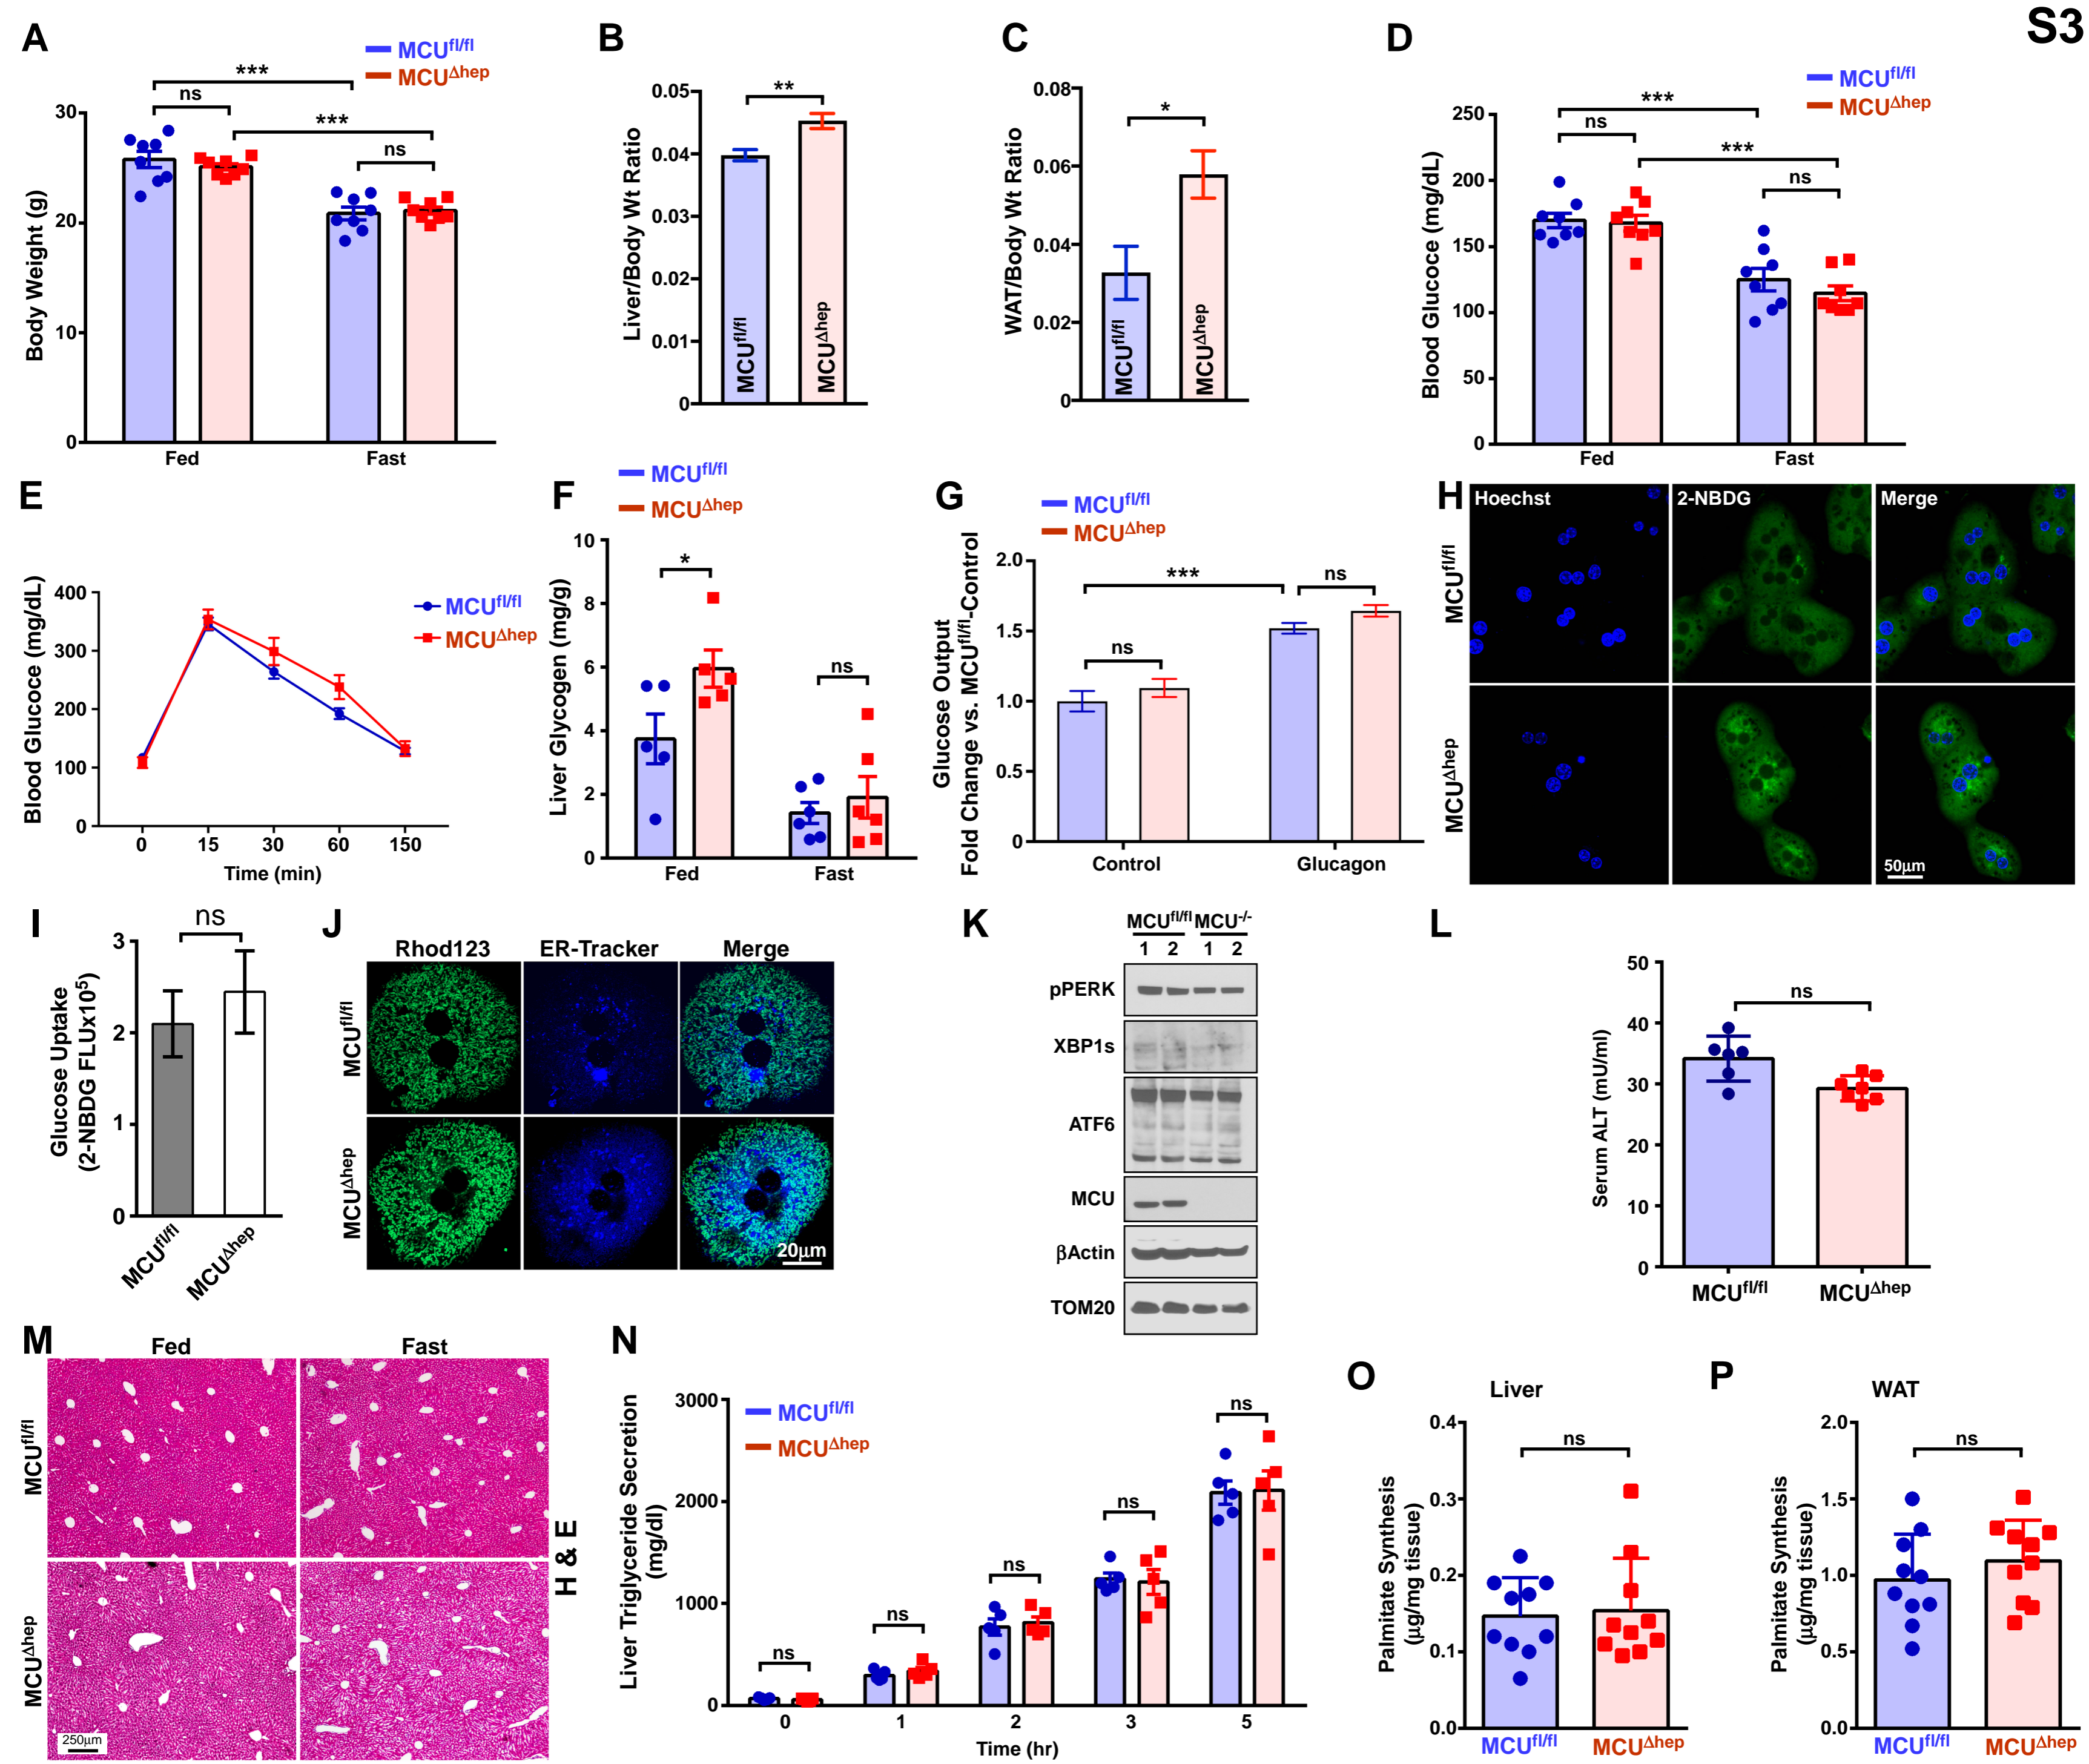 S3
A
MCUfl/fl
MCUΔhep
***
ns
***
ns
Body Weight (g)
30
20
10
0
Fed
Fast
B
**
Liver/Body Wt Ratio
0.05
0.04
0.03
0.02
0.01
0
MCUfl/fl
MCUΔhep
C
*
WAT/Body Wt Ratio
0.08
0.06
0.04
0.02
0
MCUfl/fl
MCUΔhep
D
MCUfl/fl
MCUΔhep
***
ns
***
ns
Blood Glucoce (mg/dL)
250
200
150
100
50
0
Fed
Fast
E
Blood Glucoce (mg/dL)
400
300
200
100
0
MCUfl/fl
MCUΔhep
0 15 30 60 150
Time (min)
F
MCUfl/fl
MCUΔhep
*
ns
Liver Glycogen (mg/g)
10
8
6
4
2
0
Fed
Fast
G
MCUfl/fl
MCUΔhep
***
ns
ns
Glucose Output
Fold Change vs. MCUfl/fl-Control
2.0
1.5
1.0
0.5
0
Control
Glucagon
H
Hoechst
2-NBDG
Merge
MCUfl/fl
MCUΔhep
50µm
I
ns
Glucose Uptake
(2-NBDG FLUx10⁵)
3
2
1
0
MCUfl/fl
MCUΔhep
J
Rhod123
ER-Tracker
Merge
MCUfl/fl
MCUΔhep
20µm
K
MCUfl/fl MCU-/-
1 2 1 2
pPERK
XBP1s
ATF6
MCU
βActin
TOM20
L
ns
Serum ALT (mU/ml)
50
40
30
20
10
0
MCUfl/fl
MCUΔhep
M
Fed
Fast
MCUfl/fl
MCUΔhep
H & E
250µm
N
MCUfl/fl
MCUΔhep
Liver Triglyceride Secretion
(mg/dl)
3000
2000
1000
0
ns
ns
ns
ns
ns
0 1 2 3 5
Time (hr)
O
Liver
ns
Palmitate Synthesis
(µg/mg tissue)
0.4
0.3
0.2
0.1
0.0
MCUfl/fl
MCUΔhep
P
WAT
ns
Palmitate Synthesis
(µg/mg tissue)
2.0
1.5
1.0
0.5
0.0
MCUfl/fl
MCUΔhep